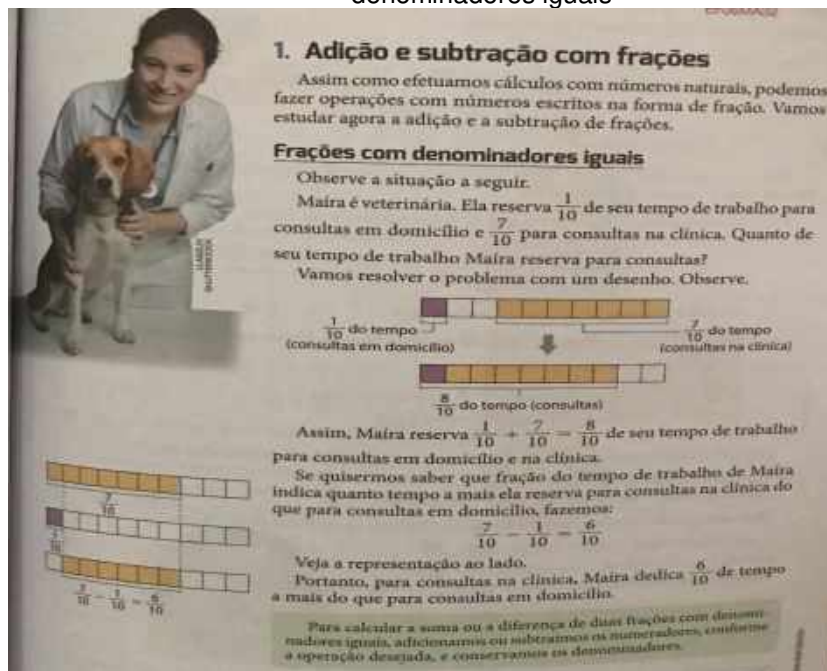 denominadores iguais
1. Adição e subtração com frações
Assim como efetuamos cálculos com números naturais, podemos
fazer operações com números escritos na forma de fração. Vamos
estudar agora a adição e a subtração de frações.
Frações com denominadores iguais
Observe a situação a seguir.
Maíra é veterinária. Ela reserva 1/10 de seu tempo de trabalho para
consultas em domicílio e 7/10 para consultas na clínica. Quanto de
seu tempo de trabalho Maíra reserva para consultas?
Vamos resolver o problema com um desenho. Observe.
1/10 do tempo
(consultas em domicílio)
7/10 do tempo
(consultas na clínica)
8/10 do tempo (consultas)
Assim, Maíra reserva 1/10 + 7/10 = 8/10 de seu tempo de trabalho
para consultas em domicílio e na clínica.
Se quisermos saber que fração do tempo de trabalho de Maíra
indica quanto tempo a mais ela reserva para consultas na clínica do
que para consultas em domicílio, fazemos:
7/10 - 1/10 = 6/10
Veja a representação ao lado.
Portanto, para consultas na clínica, Maíra dedica 6/10 de tempo
a mais do que para consultas em domicílio.
Para calcular a soma ou a diferença de duas frações com denomi-
nadores iguais, adicionamos ou subtraímos os numeradores, conforme
a operação desejada, e conservamos os denominadores.
7/10
1/10
7/10 - 1/10 = 6/10